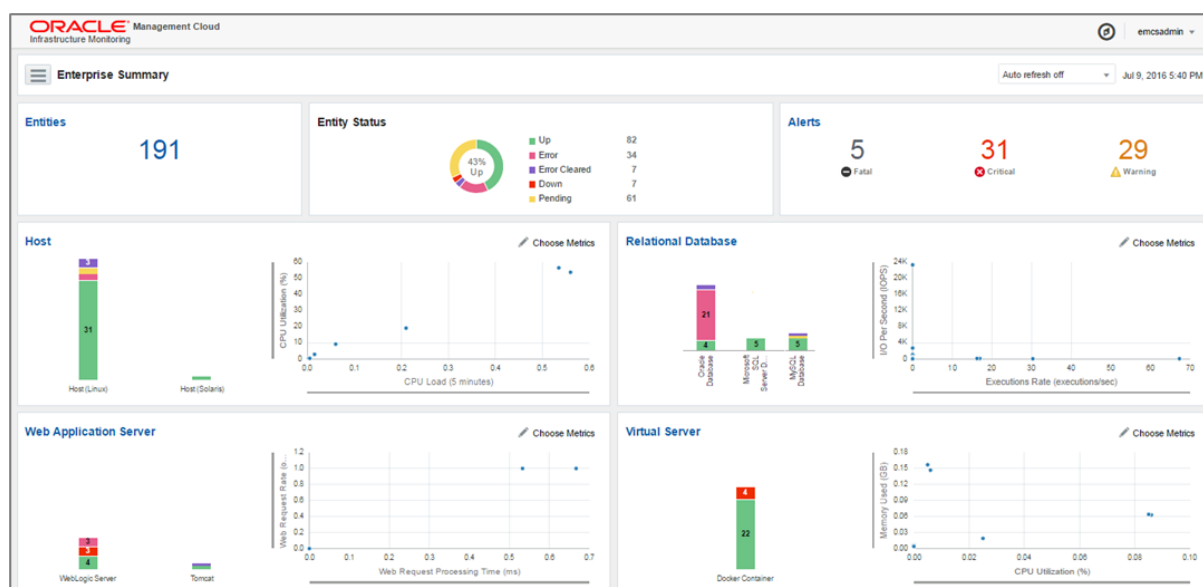 ORACLE Management Cloud
Infrastructure Monitoring
emcsadmin
Enterprise Summary
Auto refresh off
Jul 9, 2016 5:40 PM
Entities
191
Entity Status
43%
Up
Up 82
Error 34
Error Cleared 7
Down 7
Pending 61
Alerts
5
Fatal
31
Critical
29
Warning
Host
Choose Metrics
3
31
Host (Linux)
Host (Solaris)
CPU Utilization (%)
60
50
40
30
20
10
0
0.0 0.1 0.2 0.3 0.4 0.5 0.6
CPU Load (5 minutes)
Relational Database
Choose Metrics
21
4
5
5
Oracle
Database
Microsoft
SQL
Server D...
MySQL
Database
I/O Per Second (IOPS)
24K
20K
16K
12K
8K
4K
0
0 10 20 30 40 50 60 70
Executions Rate (executions/sec)
Web Application Server
Choose Metrics
3
3
4
WebLogic Server
Tomcat
Web Request Rate (o...
1.2
1.0
0.8
0.6
0.4
0.2
0.0
0.0 0.1 0.2 0.3 0.4 0.5 0.6 0.7
Web Request Processing Time (ms)
Virtual Server
Choose Metrics
4
22
Docker Container
Memory Used (GB)
0.18
0.15
0.12
0.09
0.06
0.03
0.00
0.00 0.02 0.04 0.06 0.08 0.10
CPU Utilization (%)